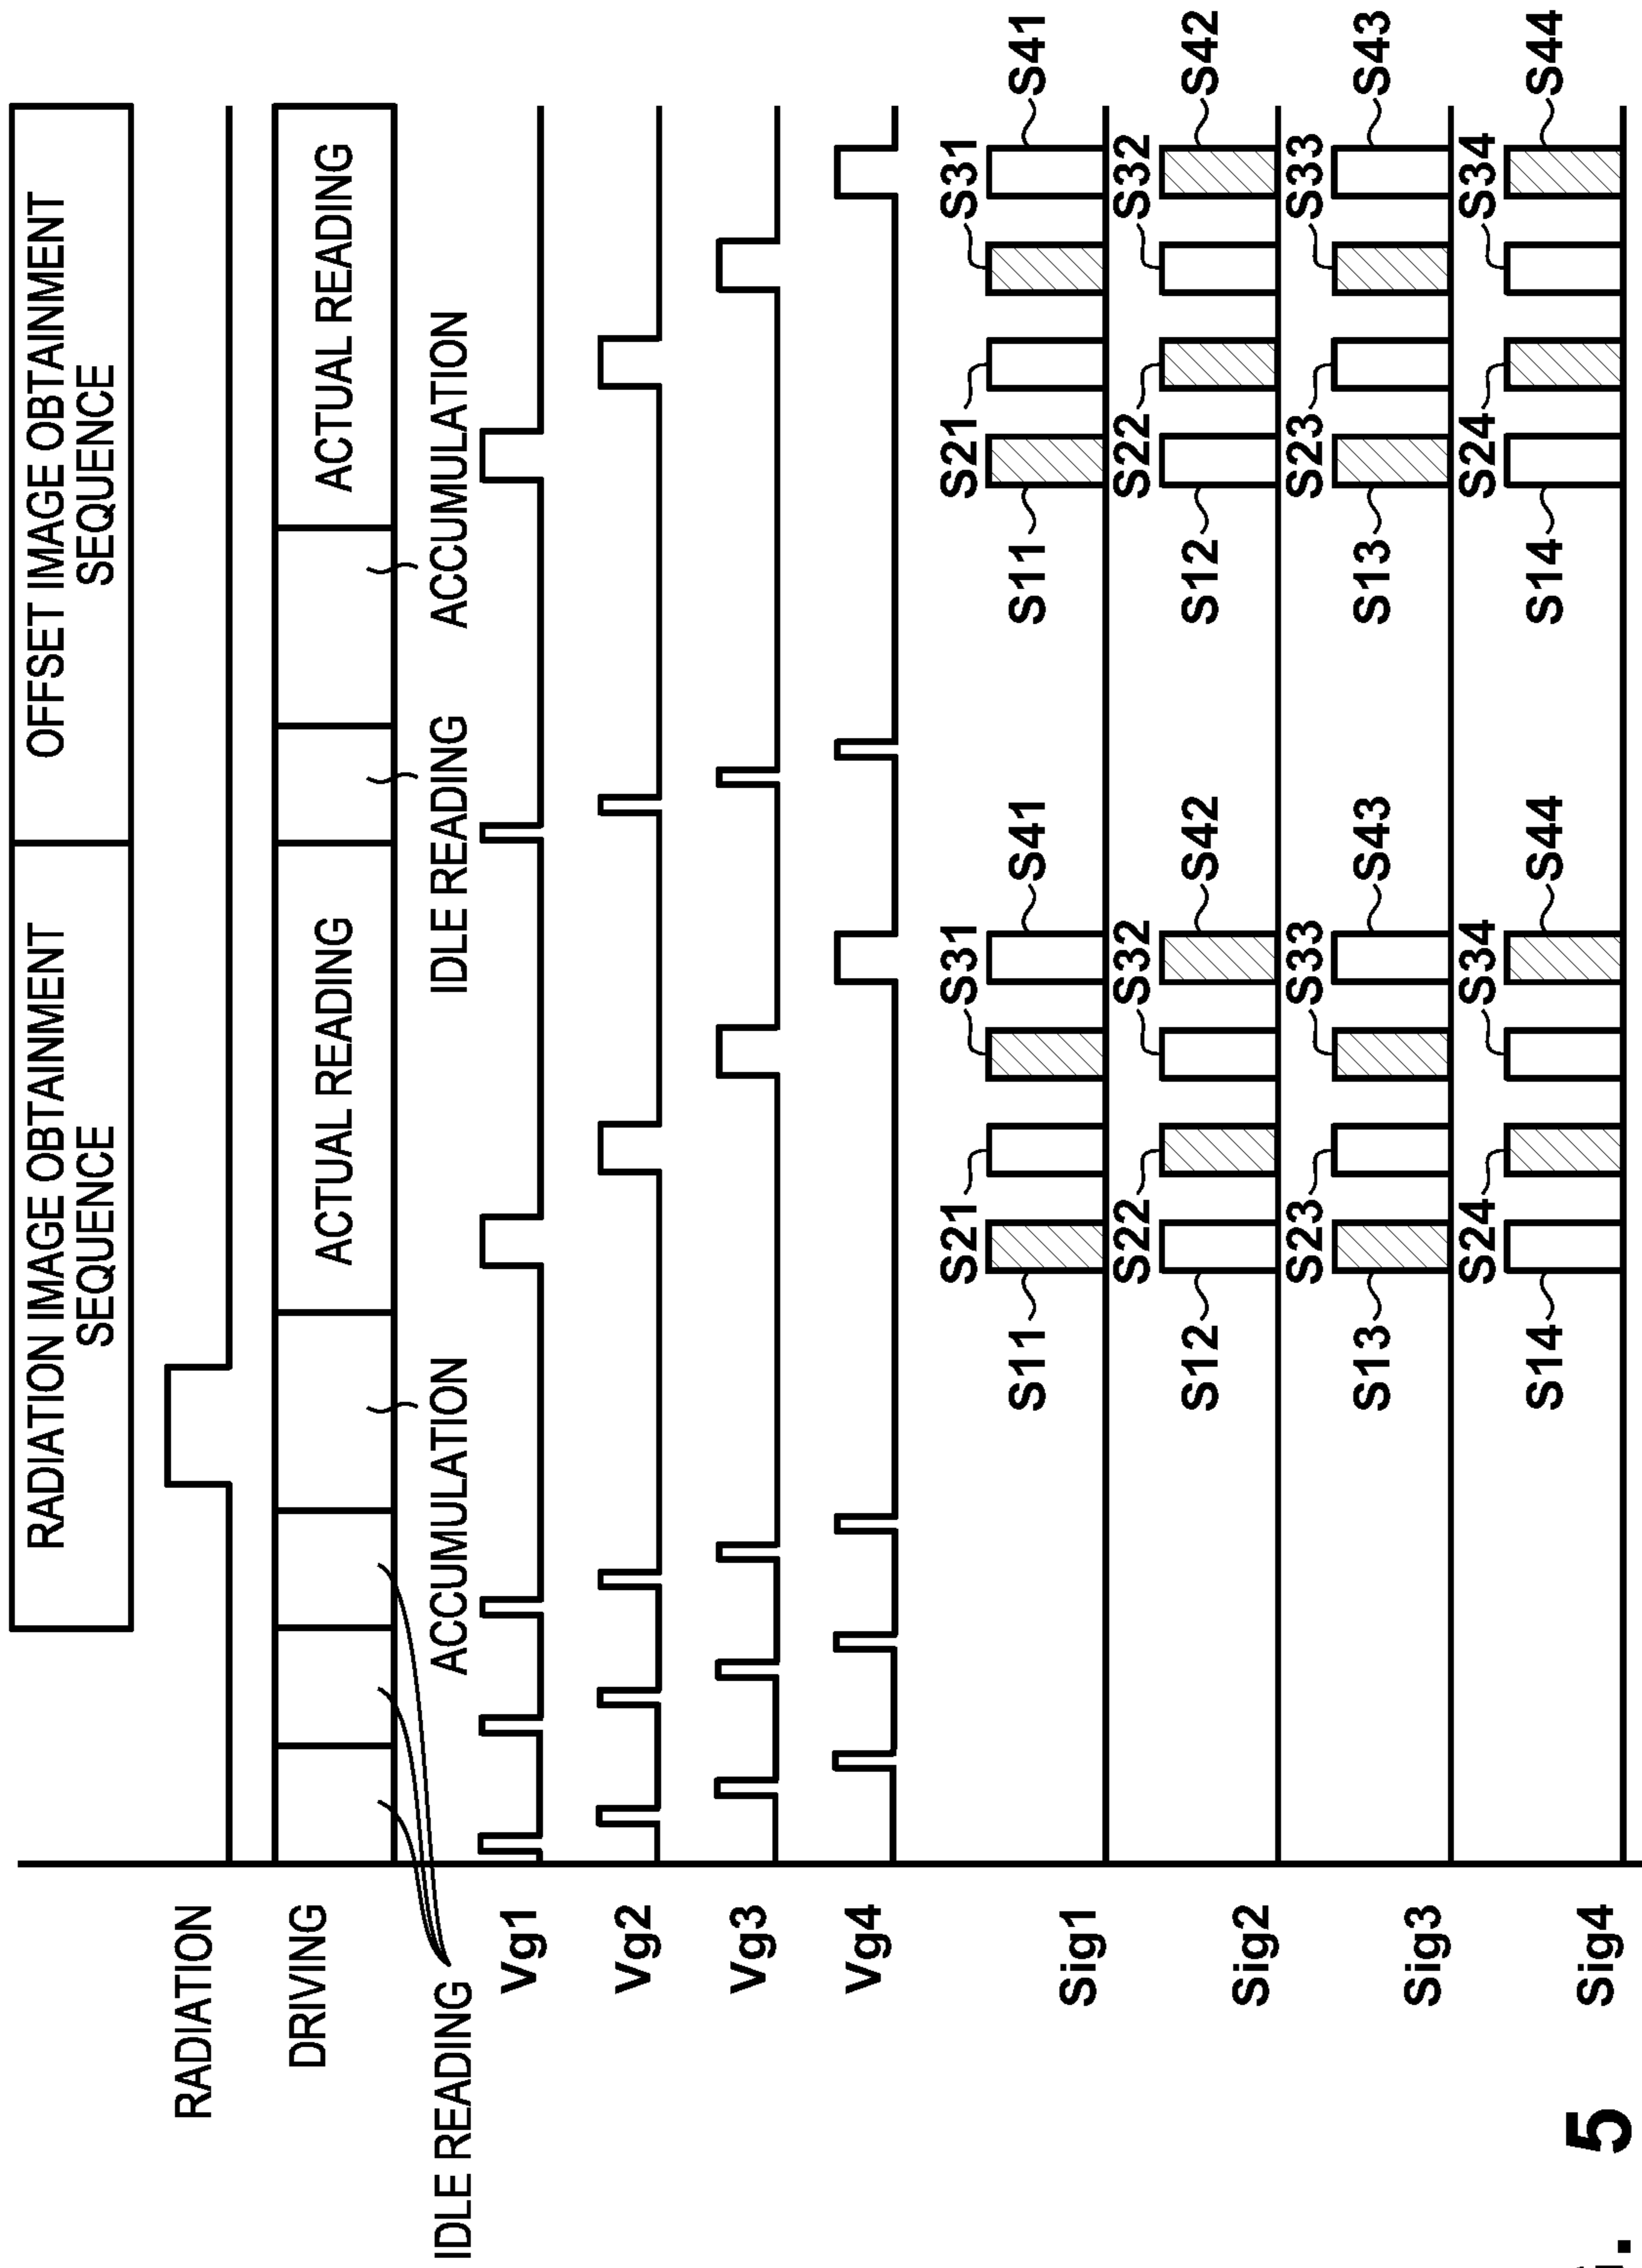 RADIATION IMAGE OBTAINMENT
SEQUENCE
OFFSET IMAGE OBTAINMENT
SEQUENCE
RADIATION
DRIVING
ACTUAL READING
ACTUAL READING
IDLE READING
ACCUMULATION
IDLE READING
ACCUMULATION
Vg1
Vg2
Vg3
Vg4
Sig1
S11
S21
S31
S41
S11
S21
S31
S41
Sig2
S12
S22
S32
S42
S12
S22
S32
S42
Sig3
S13
S23
S33
S43
S13
S23
S33
S43
Sig4
S14
S24
S34
S44
S14
S24
S34
S44
5